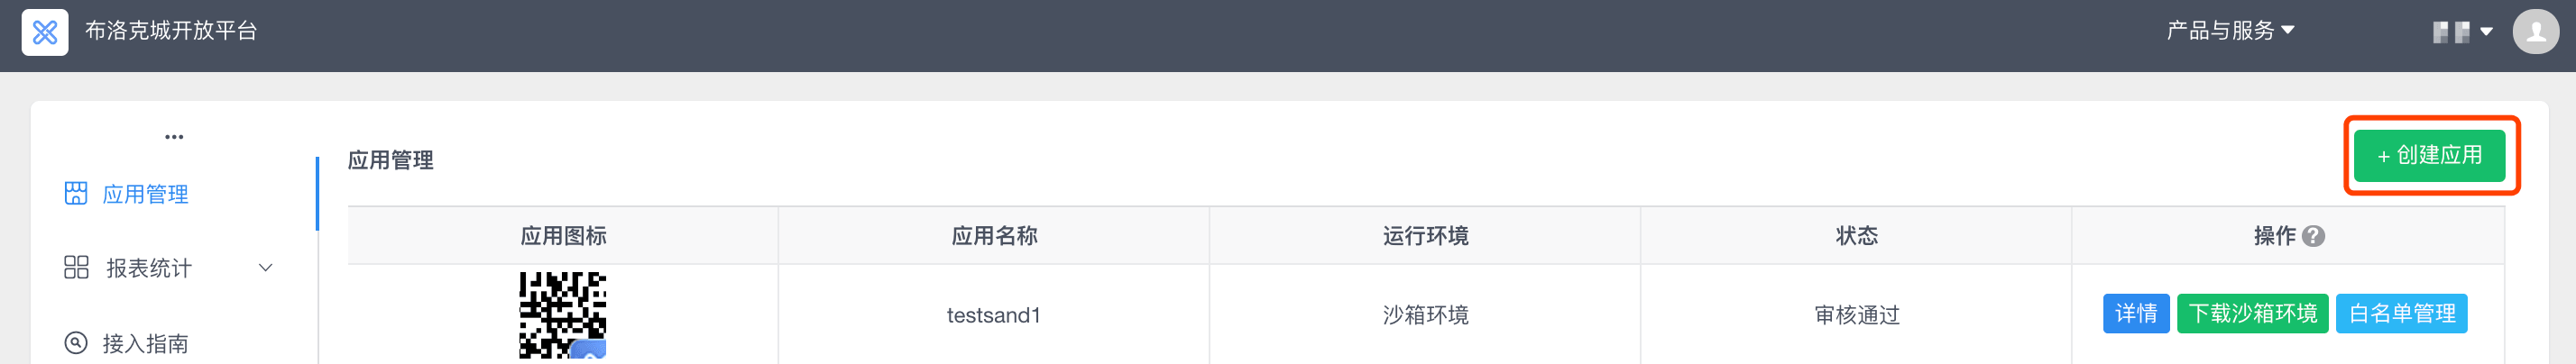 布洛克城开放平台
产品与服务
应用管理
+ 创建应用
应用管理
报表统计
接入指南
应用图标 应用名称 运行环境 状态 操作
testsand1 沙箱环境 审核通过 详情 下载沙箱环境 白名单管理